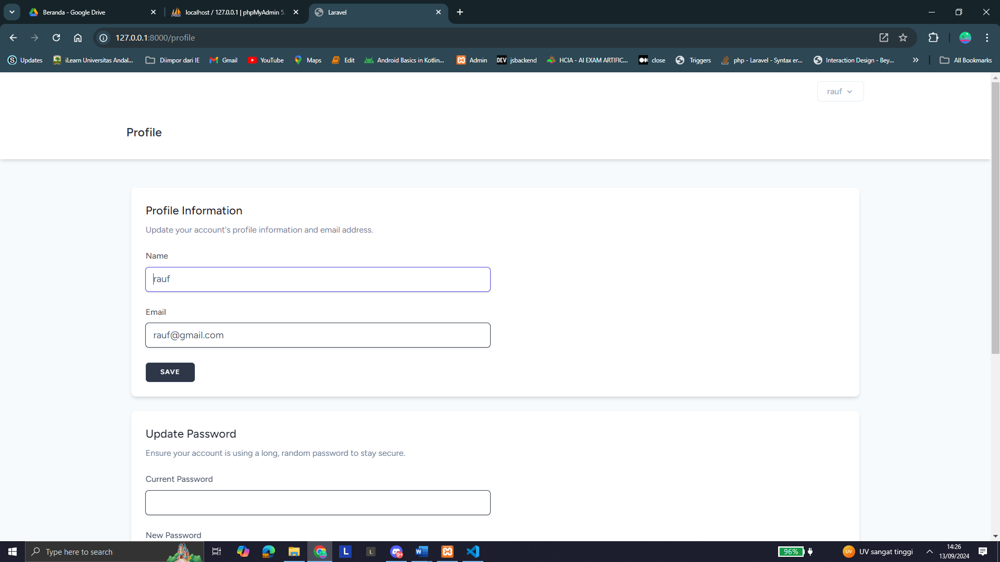 Beranda - Google Drive
localhost / 127.0.0.1 | phpMyAdmin 5.
Laravel
127.0.0.1:8000/profile
Updates
iLearn Universitas Andal...
Diimpor dari IE
Gmail
YouTube
Maps
Edit
Android Basics in Kotlin...
Admin
DEV jsbackend
HCIA - AI EXAM ARTIFIC...
close
Triggers
php - Laravel - Syntax er...
Interaction Design - Bey...
All Bookmarks
rauf
Profile
Profile Information
Update your account's profile information and email address.
Name
rauf
Email
rauf@gmail.com
SAVE
Update Password
Ensure your account is using a long, random password to stay secure.
Current Password
New Password
Type here to search
L
L
9+
W
96%
UV
UV sangat tinggi
14:26
13/09/2024